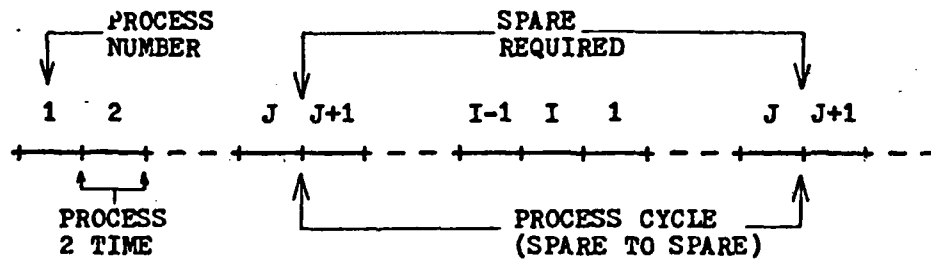 PROCESS
NUMBER
SPARE
REQUIRED
1 2 J J+1 I-1 I 1 J J+1
PROCESS
2 TIME
PROCESS CYCLE
(SPARE TO SPARE)